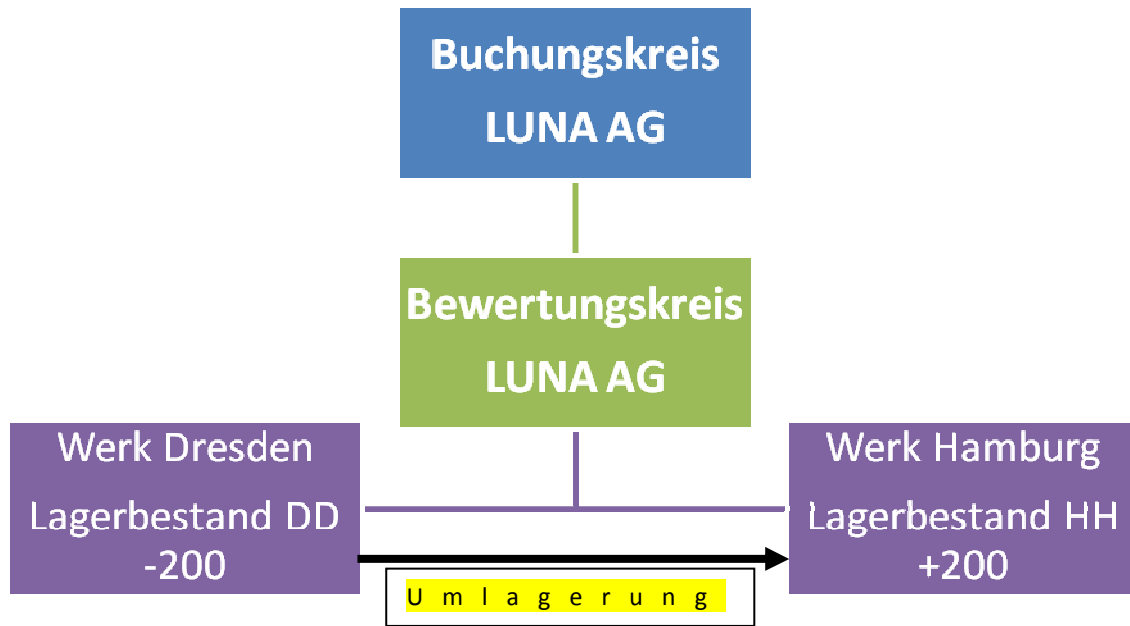 Buchungskreis
LUNA AG
Bewertungskreis
LUNA AG
Werk Dresden
Lagerbestand DD
-200
Werk Hamburg
Lagerbestand HH
+200
U m l a g e r u n g